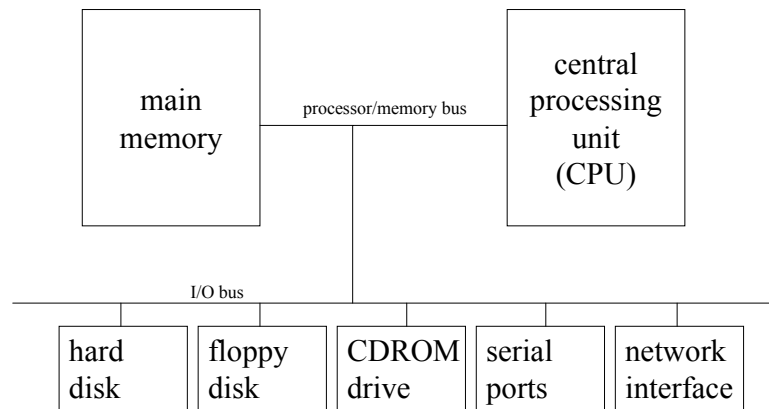 main
memory
processor/memory bus
central
processing
unit
(CPU)
I/O bus
hard
disk
floppy
disk
CDROM
drive
serial
ports
network
interface